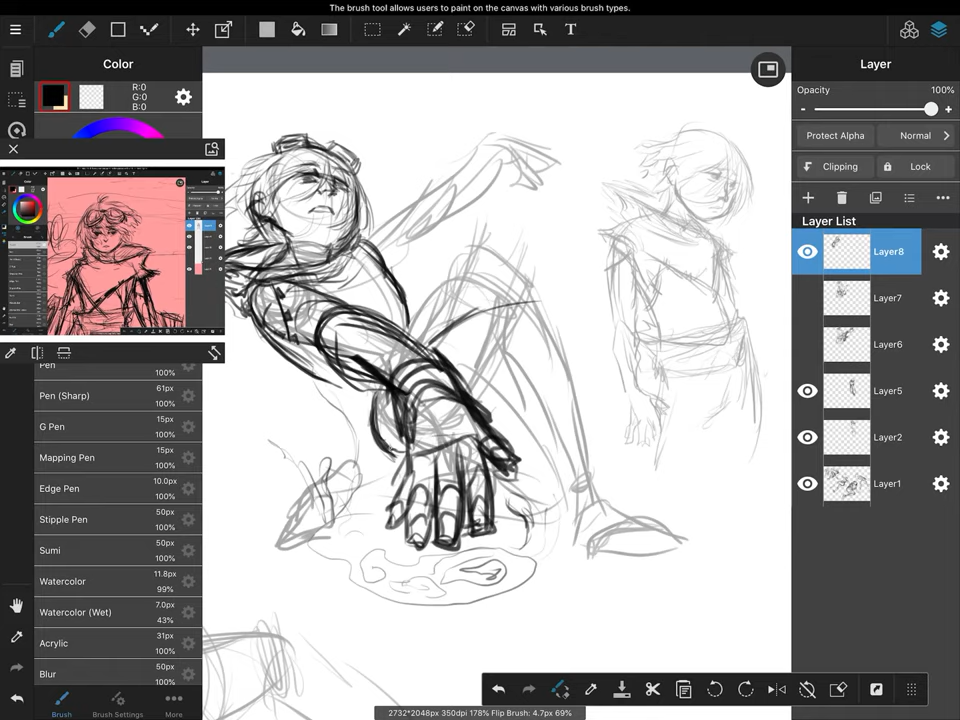 The brush tool allows users to paint on the canvas with various brush types.
T
Color
R:0
G:0
B:0
Layer
Opacity 100%
- +
Protect Alpha Normal
Clipping Lock
Layer List
Layer8
Layer7
Layer6
Layer5
Layer2
Layer1
Pen 100%
Pen (Sharp) 61px 100%
G Pen 15px 100%
Mapping Pen 15px 100%
Edge Pen 10.0px 100%
Stipple Pen 50px 100%
Sumi 50px 100%
Watercolor 11.8px 99%
Watercolor (Wet) 7.0px 43%
Acrylic 31px 100%
Blur 50px 100%
Brush Brush Settings More
2732*2048px 350dpi 178% Flip Brush: 4.7px 69%